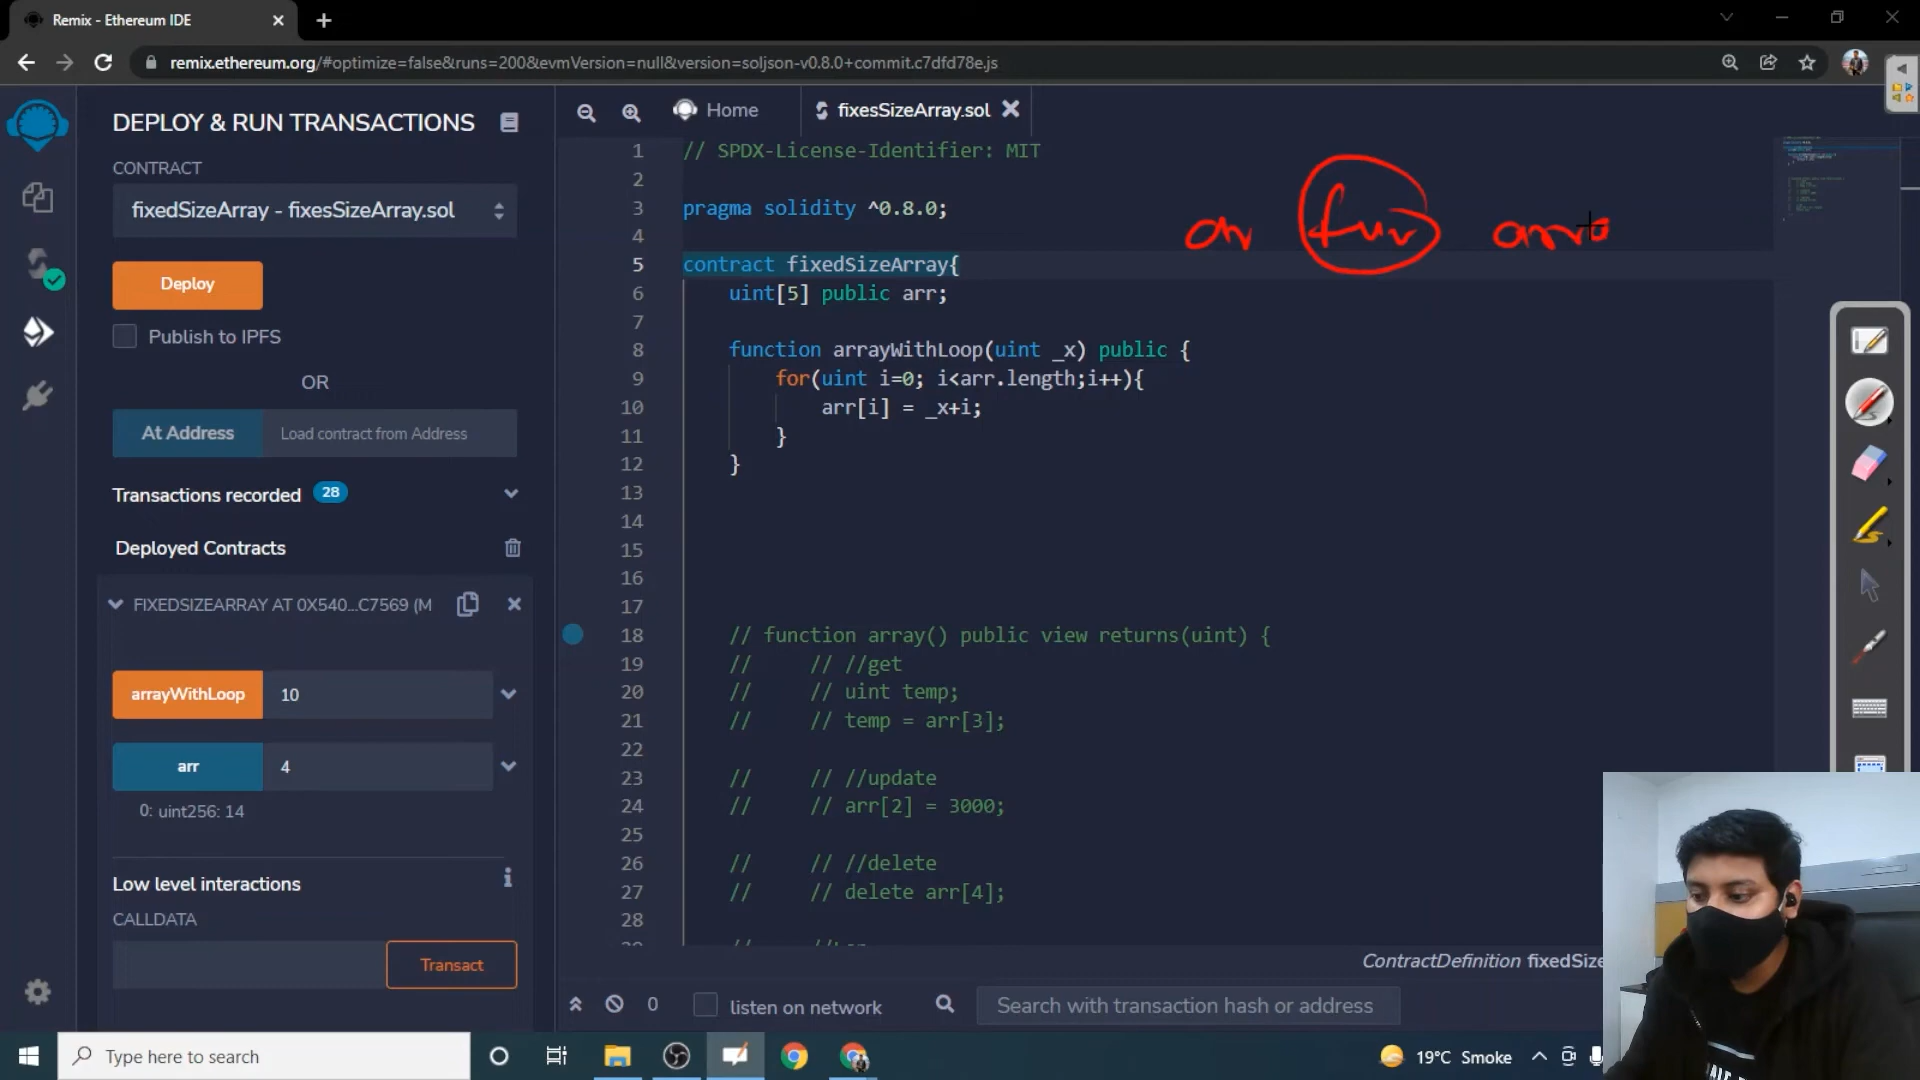 Remix - Ethereum IDE
remix.ethereum.org/#optimize=false&runs=200&evmVersion=null&version=soljson-v0.8.0+commit.c7dfd78e.js
DEPLOY & RUN TRANSACTIONS
CONTRACT
fixedSizeArray - fixesSizeArray.sol
Deploy
Publish to IPFS
OR
At Address
Load contract from Address
Transactions recorded 28
Deployed Contracts
FIXEDSIZEARRAY AT 0X540...C7569 (M
arrayWithLoop 10
arr 4
0: uint256: 14
Low level interactions
CALLDATA
Transact
Home
fixesSizeArray.sol
1 // SPDX-License-Identifier: MIT
2
3 pragma solidity ^0.8.0;
4
5 contract fixedSizeArray{
6 uint[5] public arr;
7
8 function arrayWithLoop(uint _x) public {
9 for(uint i=0; i<arr.length;i++){
10 arr[i] = _x+i;
11 }
12 }
13
14
15
16
17
18 // function array() public view returns(uint) {
19 // // //get
20 // // uint temp;
21 // // temp = arr[3];
22
23 // // //update
24 // // arr[2] = 3000;
25
26 // // //delete
27 // // delete arr[4];
28
ContractDefinition fixedSize
0
listen on network
Search with transaction hash or address
Type here to search
19°C Smoke